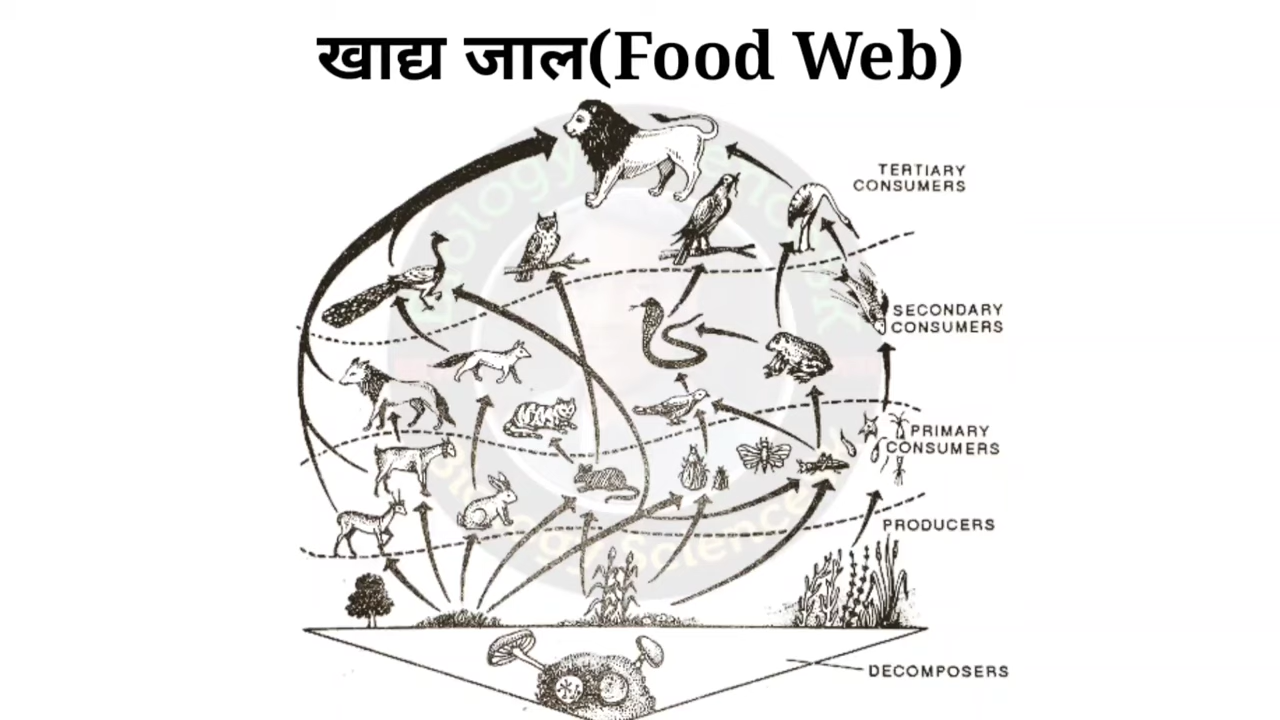 खाद्य जाल(Food Web)
TERTIARY
CONSUMERS
SECONDARY
CONSUMERS
PRIMARY
CONSUMERS
PRODUCERS
DECOMPOSERS